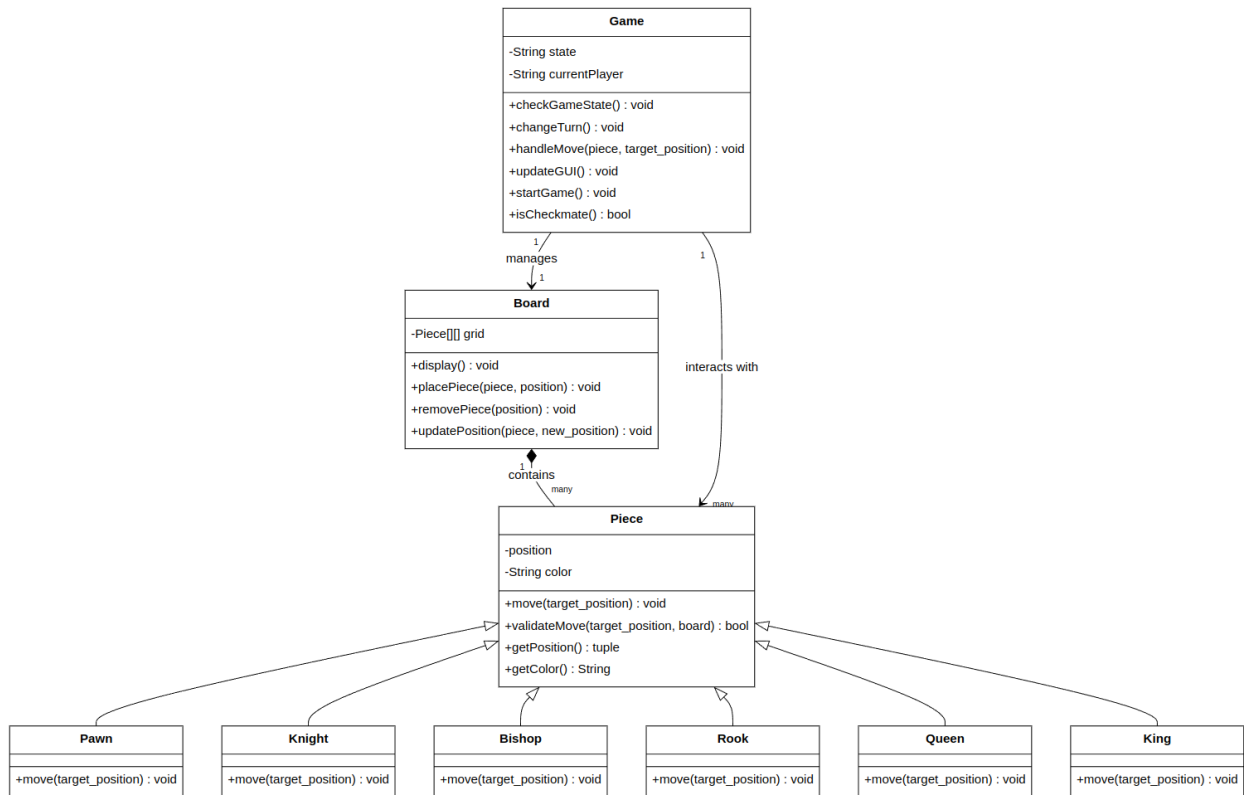 Game
-String state
-String currentPlayer
+checkGameState() : void
+changeTurn() : void
+handleMove(piece, target_position) : void
+updateGUI() : void
+startGame() : void
+isCheckmate() : bool
1
manages
1
1
interacts with
many
Board
-Piece[][] grid
+display() : void
+placePiece(piece, position) : void
+removePiece(position) : void
+updatePosition(piece, new_position) : void
1
contains
many
Piece
-position
-String color
+move(target_position) : void
+validateMove(target_position, board) : bool
+getPosition() : tuple
+getColor() : String
Pawn
+move(target_position) : void
Knight
+move(target_position) : void
Bishop
+move(target_position) : void
Rook
+move(target_position) : void
Queen
+move(target_position) : void
King
+move(target_position) : void